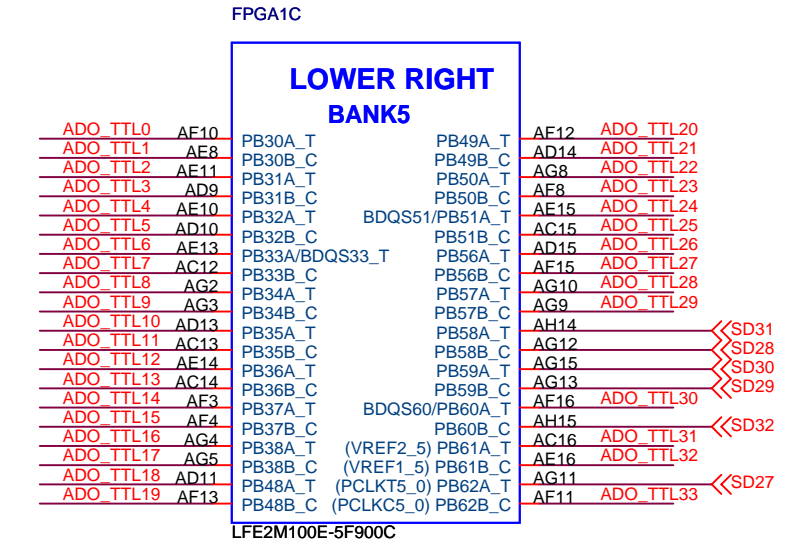 LFPGA1C
LOWER RIGHT
BANK5
ADO_TTL0 AF10 PB30A_T PB49A_T AF12 ADO_TTL20
ADO_TTL1 AE8 PB30B_C PB49B_C AD14 ADO_TTL21
ADO_TTL2 AE11 PB31A_T PB50A_T AG8 ADO_TTL22
ADO_TTL3 AD9 PB31B_C PB50B_C AF8 ADO_TTL23
ADO_TTL4 AE10 PB32A_T BDQS51/PB51A_T AE15 ADO_TTL24
ADO_TTL5 AD10 PB32B_C PB51B_C AC15 ADO_TTL25
ADO_TTL6 AE13 PB33A/BDQS33_T PB56A_T AD15 ADO_TTL26
ADO_TTL7 AC12 PB33B_C PB56B_C AF15 ADO_TTL27
ADO_TTL8 AG2 PB34A_T PB57A_T AG10 ADO_TTL28
ADO_TTL9 AG3 PB34B_C PB57B_C AG9 ADO_TTL29
ADO_TTL10 AD13 PB35A_T PB58A_T AH14 SD31
ADO_TTL11 AC13 PB35B_C PB58B_C AG12 SD28
ADO_TTL12 AE14 PB36A_T PB59A_T AG15 SD30
ADO_TTL13 AC14 PB36B_C PB59B_C AG13 SD29
ADO_TTL14 AF3 PB37A_T BDQS60/PB60A_T AF16 ADO_TTL30
ADO_TTL15 AF4 PB37B_C PB60B_C AH15 SD32
ADO_TTL16 AG4 PB38A_T (VREF2_5) PB61A_T AC16 ADO_TTL31
ADO_TTL17 AG5 PB38B_C (VREF1_5) PB61B_C AE16 ADO_TTL32
ADO_TTL18 AD11 PB48A_T (PCLKT5_0) PB62A_T AG11 SD27
ADO_TTL19 AF13 PB48B_C (PCLKC5_0) PB62B_C AF11 ADO_TTL33
LFE2M100E-5F900C